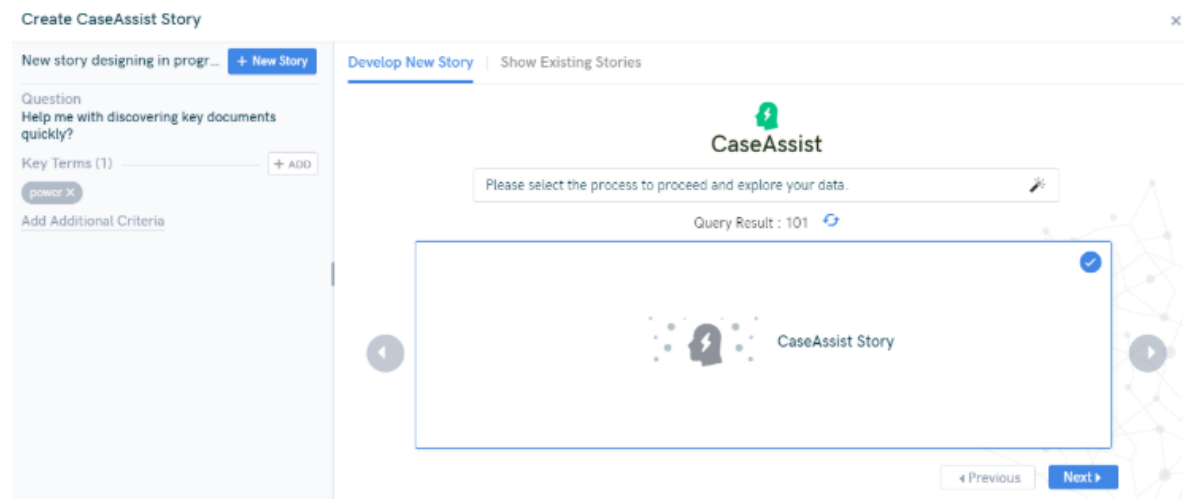 Create CaseAssist Story
×
New story designing in progr... + New Story
Question
Help me with discovering key documents
quickly?
Key Terms (1) + ADD
power ×
Add Additional Criteria
Develop New Story | Show Existing Stories
CaseAssist
Please select the process to proceed and explore your data.
Query Result : 101
CaseAssist Story
Previous
Next